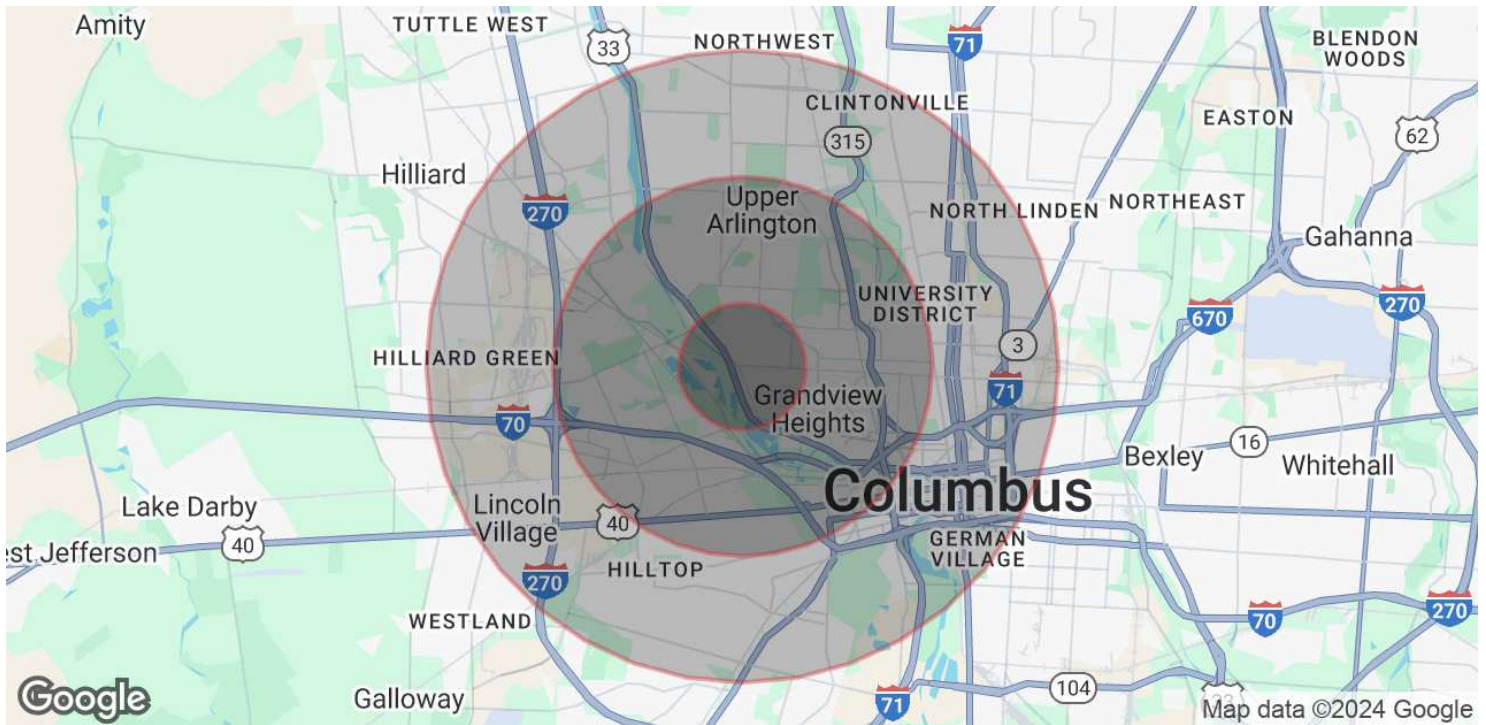 Amity
TUTTLE WEST
33
NORTHWEST
71
BLENDON
WOODS
CLINTONVILLE
EASTON
62
315
Hilliard
270
Upper
Arlington
NORTH LINDEN
NORTHEAST
Gahanna
UNIVERSITY
DISTRICT
670
270
3
HILLIARD GREEN
71
Grandview
Heights
70
16
Bexley
Whitehall
Columbus
Lake Darby
Lincoln
Village
40
40
est Jefferson
GERMAN
VILLAGE
HILLTOP
270
WESTLAND
70
270
Galloway
71
104
33
Google
Map data ©2024 Google